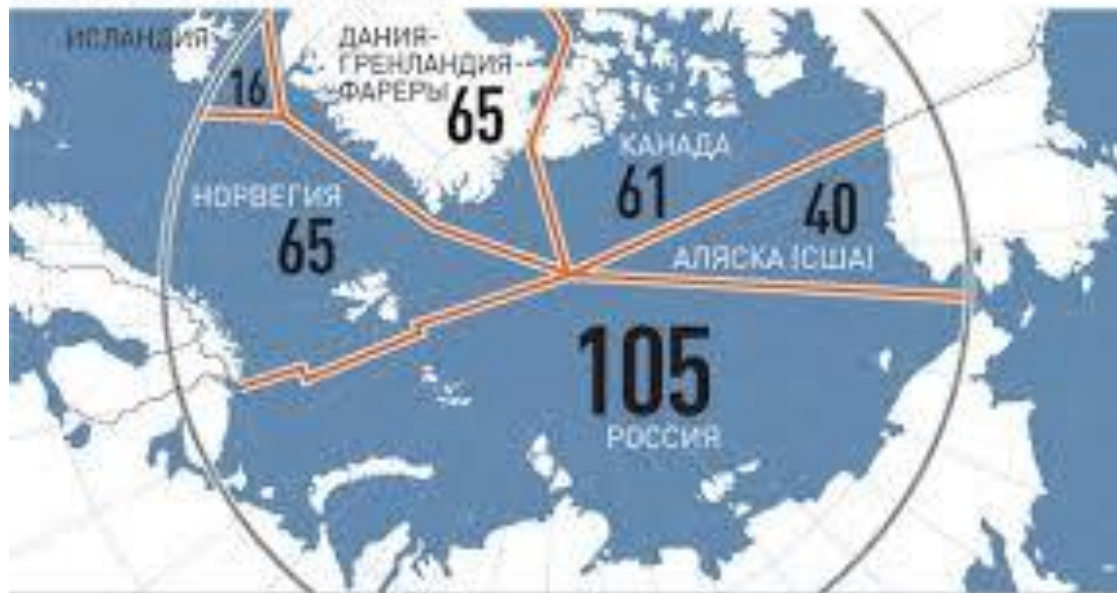 ИСЛАНДИЯ
16
ДАНИЯ-
ГРЕНЛАНДИЯ-
ФАРЕРЫ
65
КАНАДА
61
40
АЛЯСКА (США)
НОРВЕГИЯ
65
105
РОССИЯ